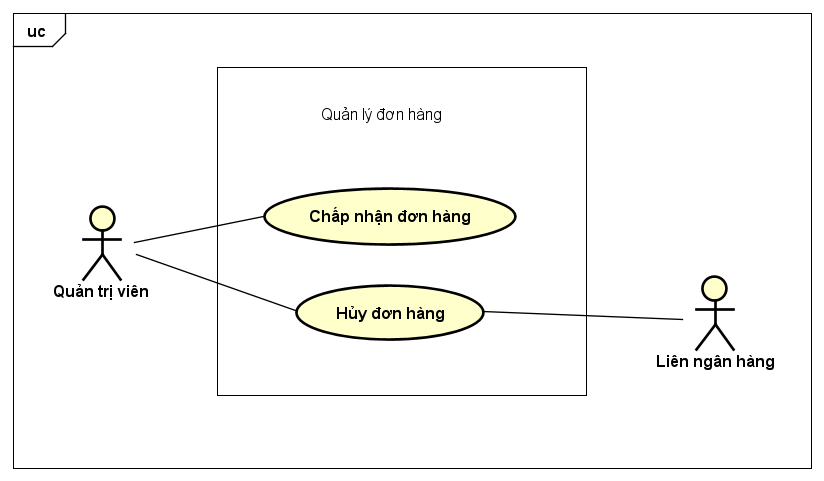 uc
Quản lý đơn hàng
Chấp nhận đơn hàng
Quản trị viên
Hủy đơn hàng
Liên ngân hàng